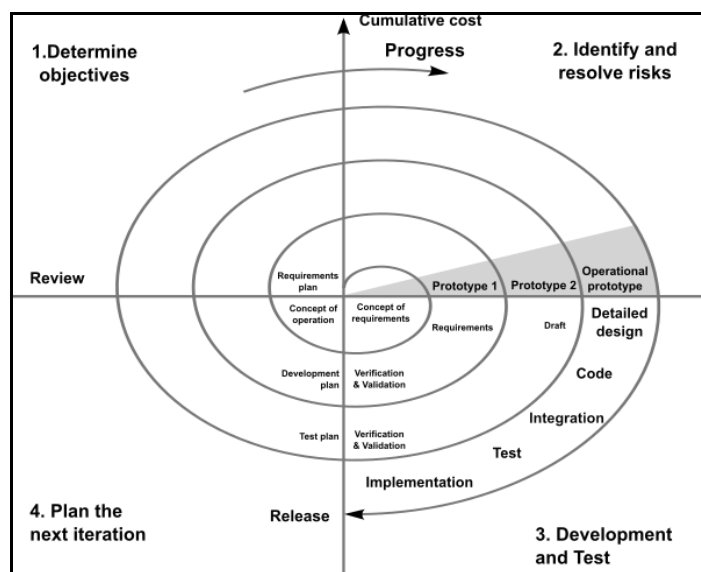 Cumulative cost
1.Determine
objectives
Progress
2. Identify and
resolve risks
Review
Requirements
plan
Prototype 1
Prototype 2
Operational
prototype
Concept of
operation
Concept of
requirements
Requirements
Draft
Detailed
design
Development
plan
Verification
& Validation
Code
Integration
Test plan
Verification
& Validation
Test
Implementation
4. Plan the
next iteration
Release
3. Development
and Test